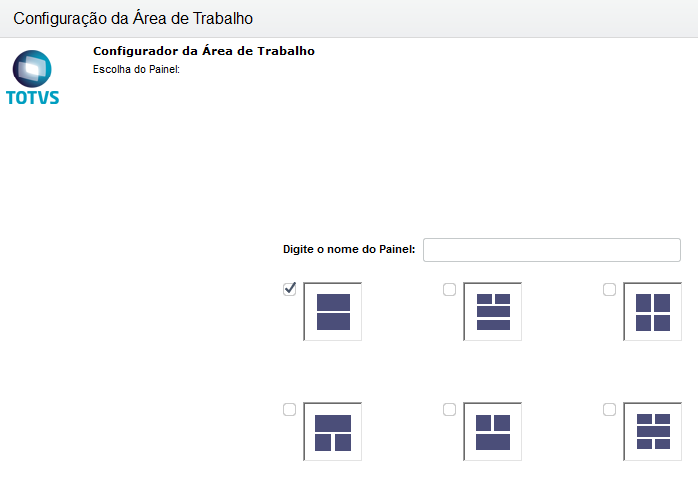 Configuração da Área de Trabalho
Configurador da Área de Trabalho
Escolha do Painel:
TOTVS
Digite o nome do Painel: